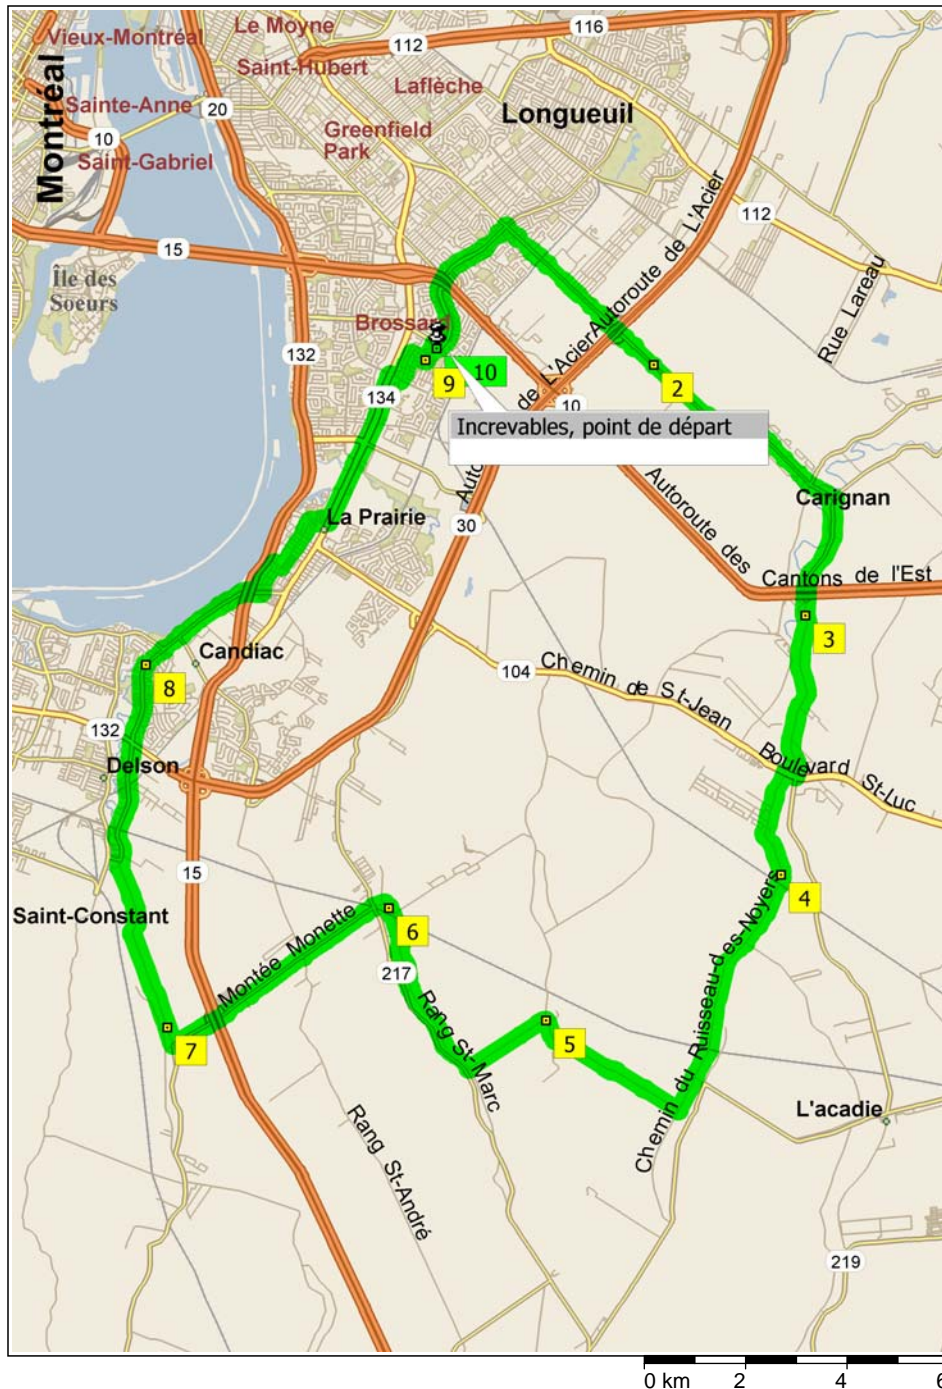 Vieux-Montréal
Le Moyne
116
112
Saint-Hubert
Laflèche
Montréal
Sainte-Anne
20
Longueuil
10
Greenfield
Park
Saint-Gabriel
112
15
Île des
Soeurs
Autoroute de L'Acier
Rue Lareau
Brossard
132
de L'Acier
2
9
10
134
10
Increvables, point de départ
Autoroute des
Carignan
La Prairie
30
Cantons de l'Est
3
Candiac
Chemin de St-Jean
104
8
132
Delson
Boulevard St-Luc
15
4
Saint-Constant
6
Montée Monette
217
Rang St-Marc
5
7
Chemin du Ruisseau-des-Noyers
L'acadie
Rang St-André
219
0 km 2 4 6